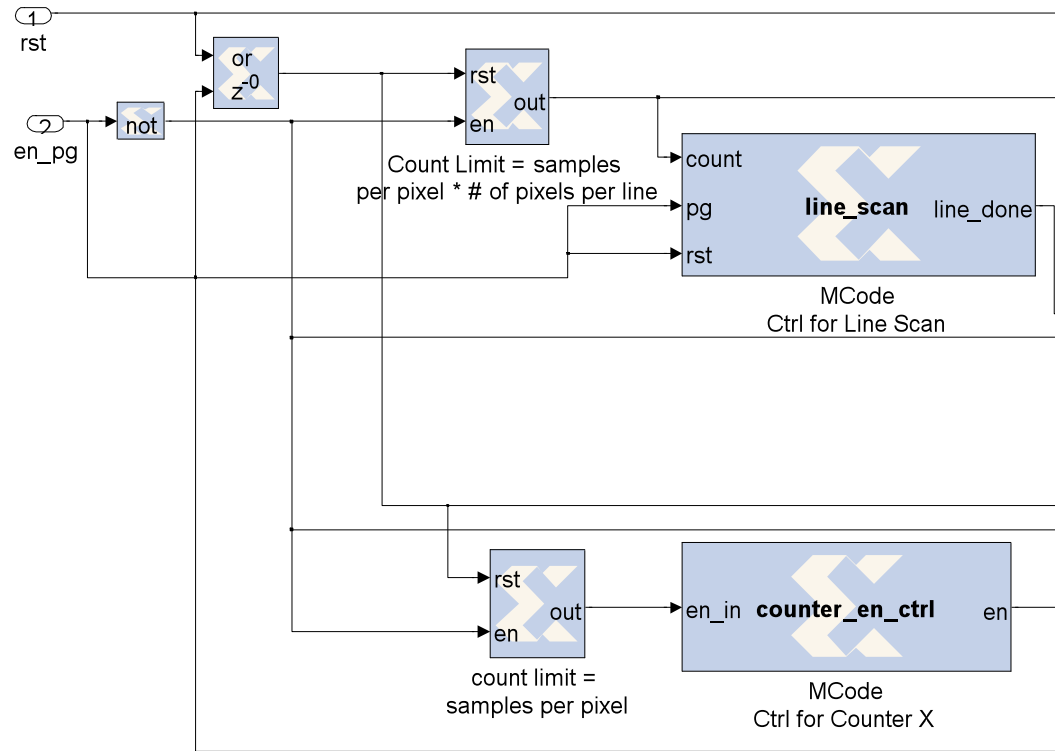 1
rst
2
en_pg
not
or
z-0
rst
en
out
Count Limit = samples
per pixel * # of pixels per line
count
pg
rst
line_scan
line_done
MCode
Ctrl for Line Scan
rst
en
out
count limit =
samples per pixel
en_in
counter_en_ctrl
en
MCode
Ctrl for Counter X